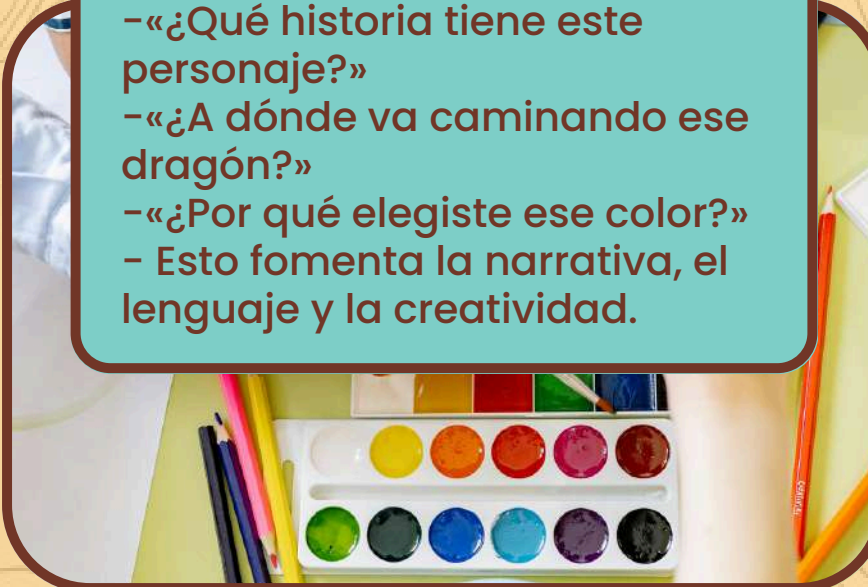 -«¿Qué historia tiene este
personaje?»
-«¿A dónde va caminando ese
dragón?»
-«¿Por qué elegiste ese color?»
- Esto fomenta la narrativa, el
lenguaje y la creatividad.